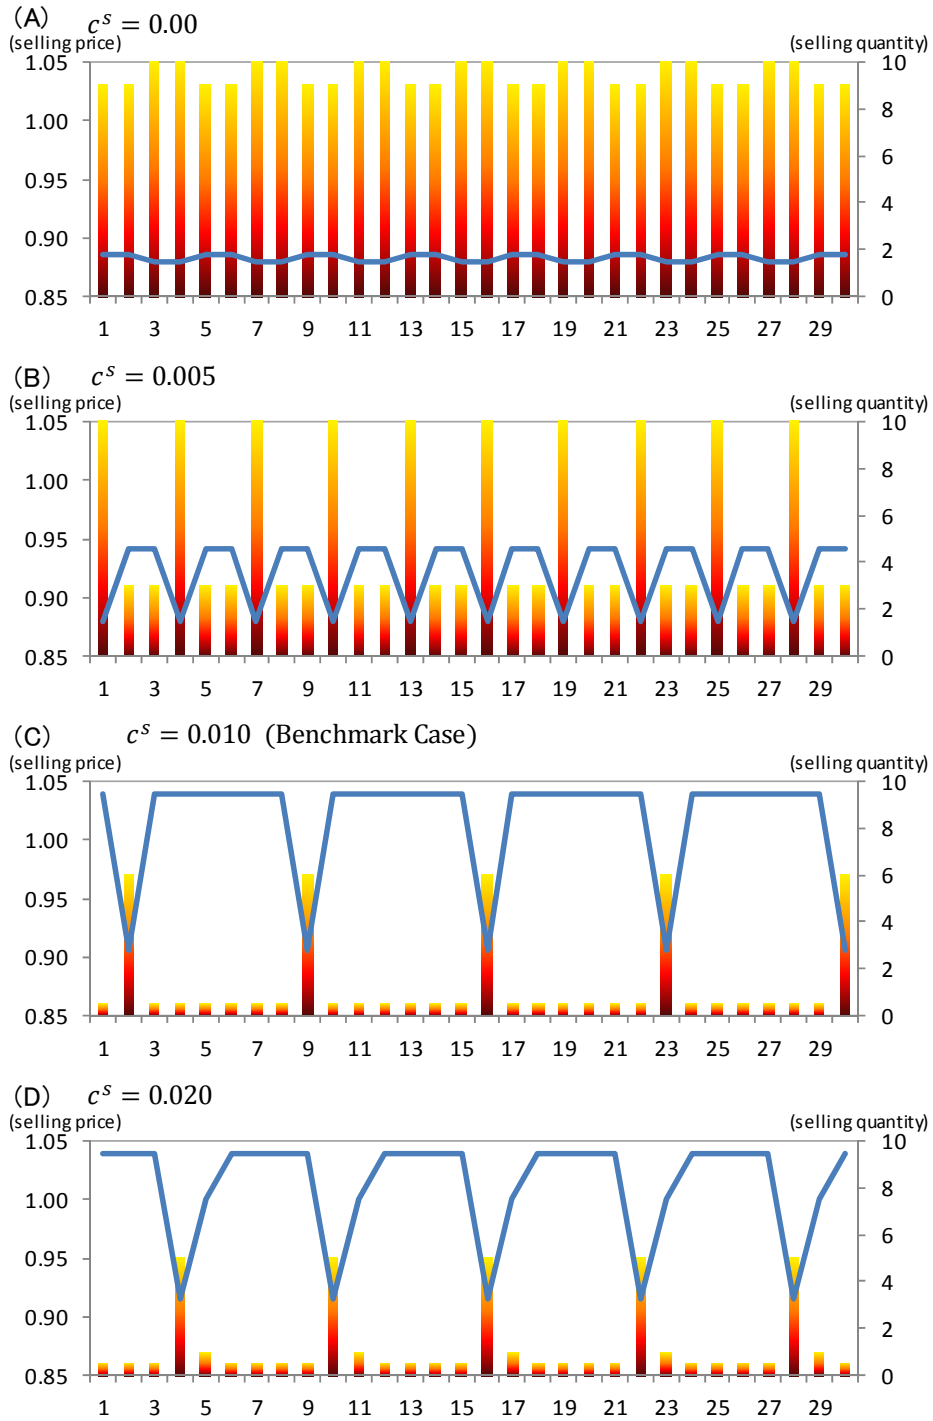 (A) c^s = 0.00
(selling price) (selling quantity)
1.05 10
1.00 8
0.95 6
0.90 4
2
0.85 0
1 3 5 7 9 11 13 15 17 19 21 23 25 27 29
(B) c^s = 0.005
(selling price) (selling quantity)
1.05 10
1.00 8
0.95 6
0.90 4
2
0.85 0
1 3 5 7 9 11 13 15 17 19 21 23 25 27 29
(C) c^s = 0.010 (Benchmark Case)
(selling price) (selling quantity)
1.05 10
1.00 8
0.95 6
0.90 4
2
0.85 0
1 3 5 7 9 11 13 15 17 19 21 23 25 27 29
(D) c^s = 0.020
(selling price) (selling quantity)
1.05 10
1.00 8
0.95 6
0.90 4
2
0.85 0
1 3 5 7 9 11 13 15 17 19 21 23 25 27 29